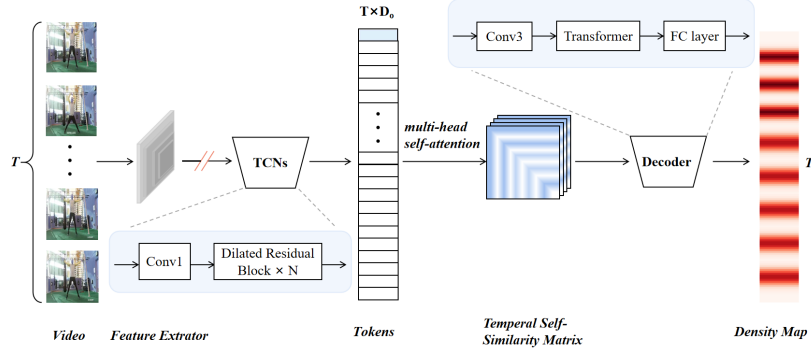 T×Dₒ
Conv3
Transformer
FC layer
T
TCNs
multi-head
self-attention
Decoder
T
Conv1
Dilated Residual
Block × N
Video
Feature Extrator
Tokens
Temporal Self-
Similarity Matrix
Density Map